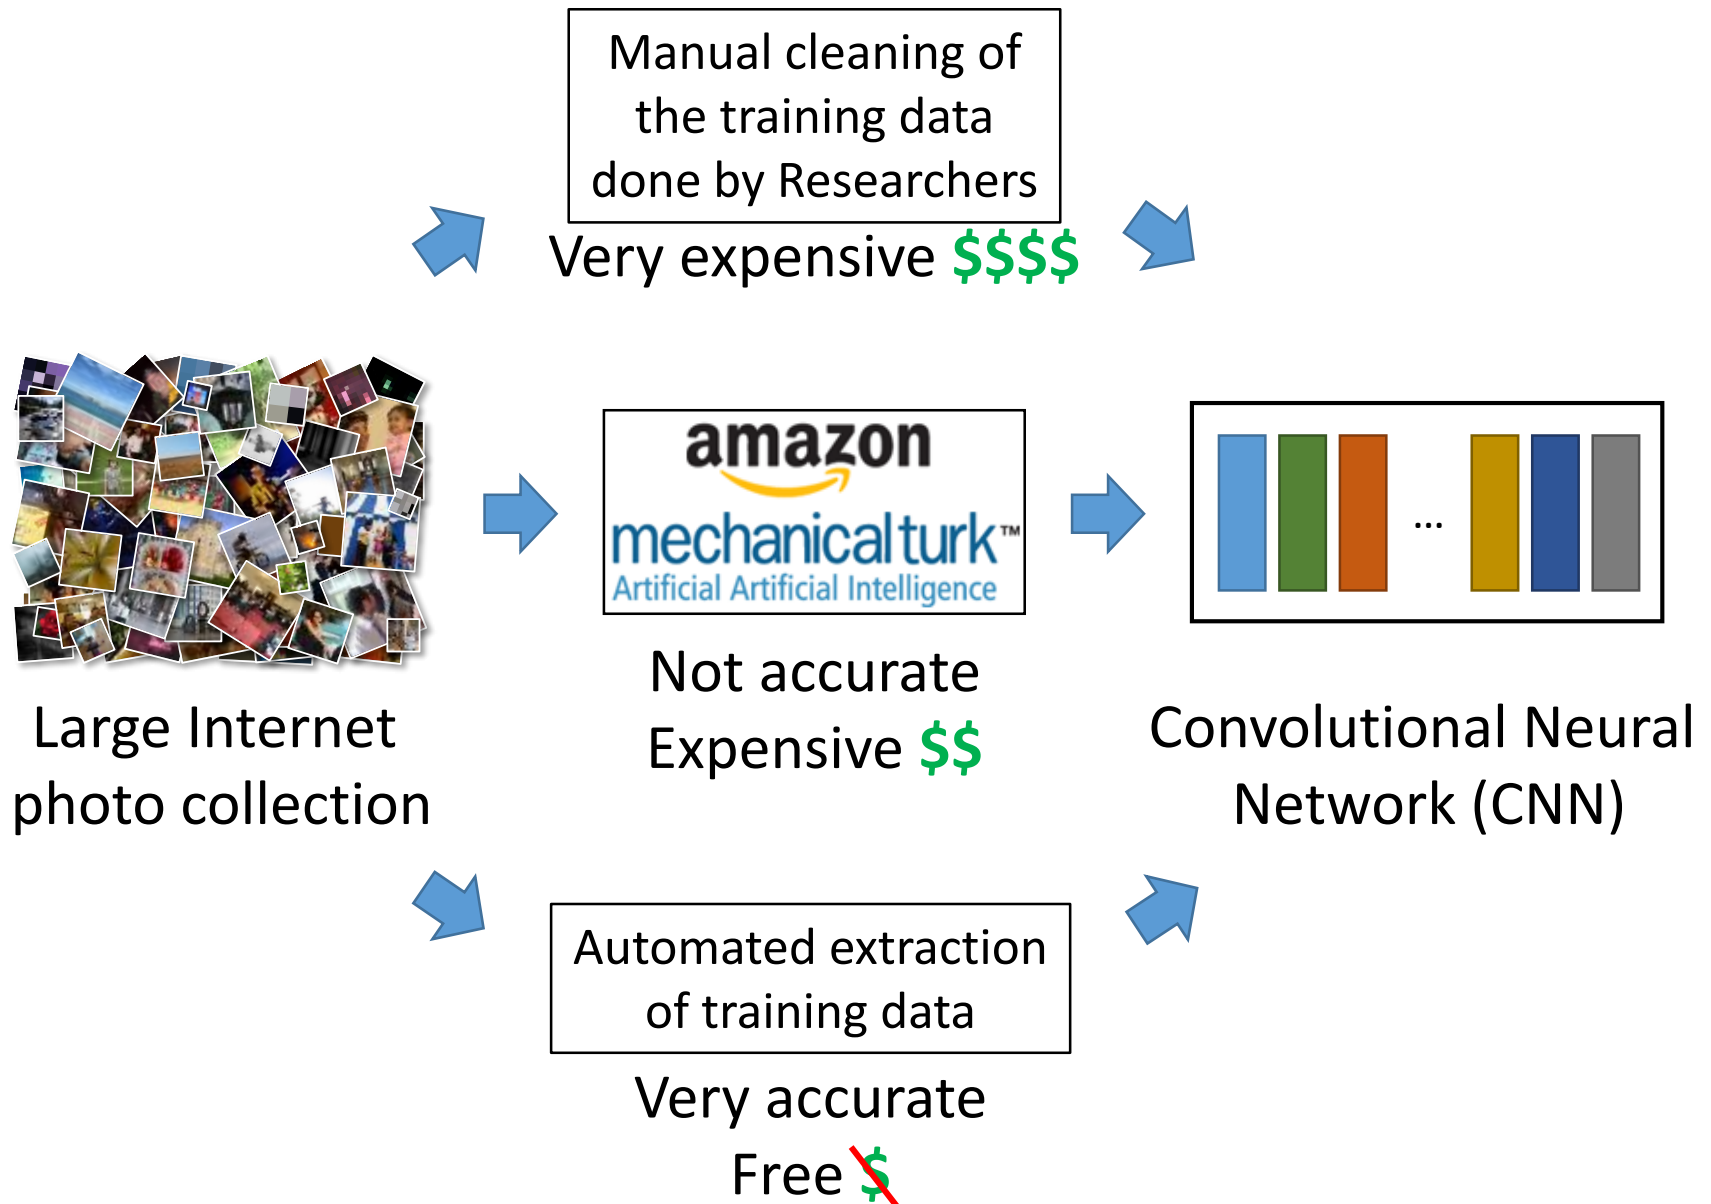 Manual cleaning of
the training data
done by Researchers
Very expensive $$$$
amazon
mechanical turk™
Artificial Artificial Intelligence
Not accurate
Expensive $$
Large Internet
photo collection
...
Convolutional Neural
Network (CNN)
Automated extraction
of training data
Very accurate
Free $